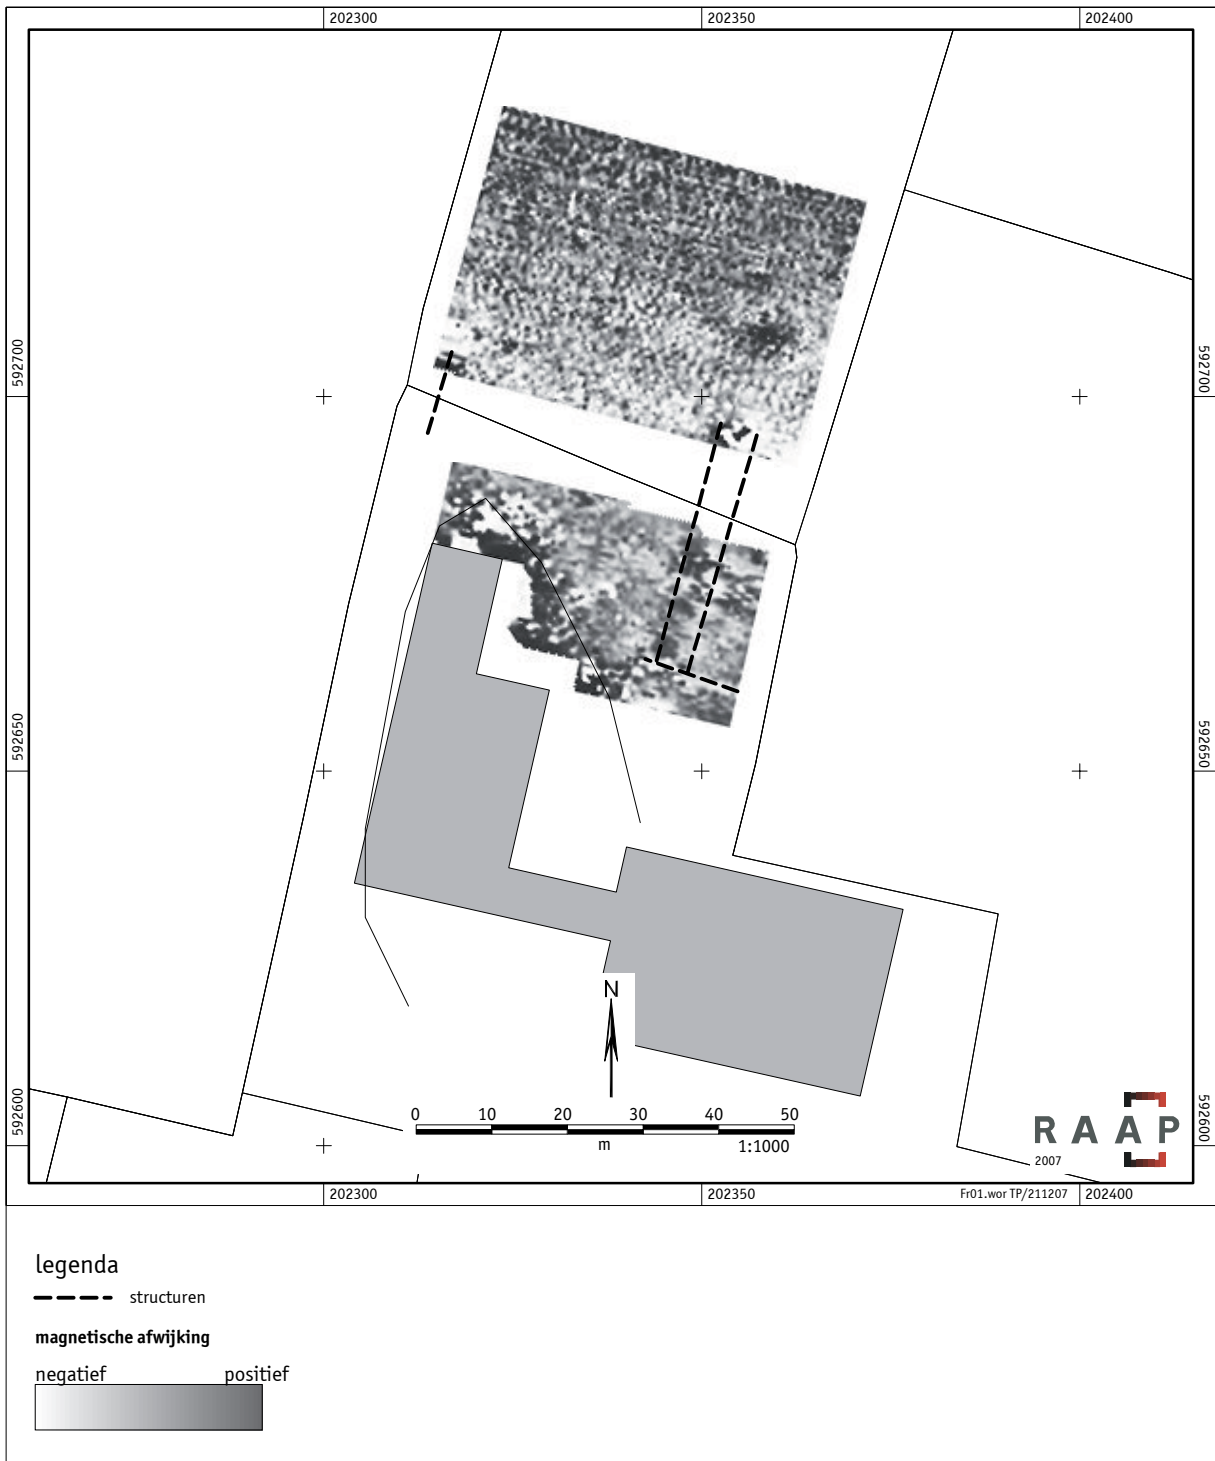 202300 202350 202400
592700 592700
592650 592650
592600 592600
N
0 10 20 30 40 50
m 1:1000
RAAP
2007
Fr01.wor TP/211207
202300 202350 202400
legenda
structuren
magnetische afwijking
negatief positief